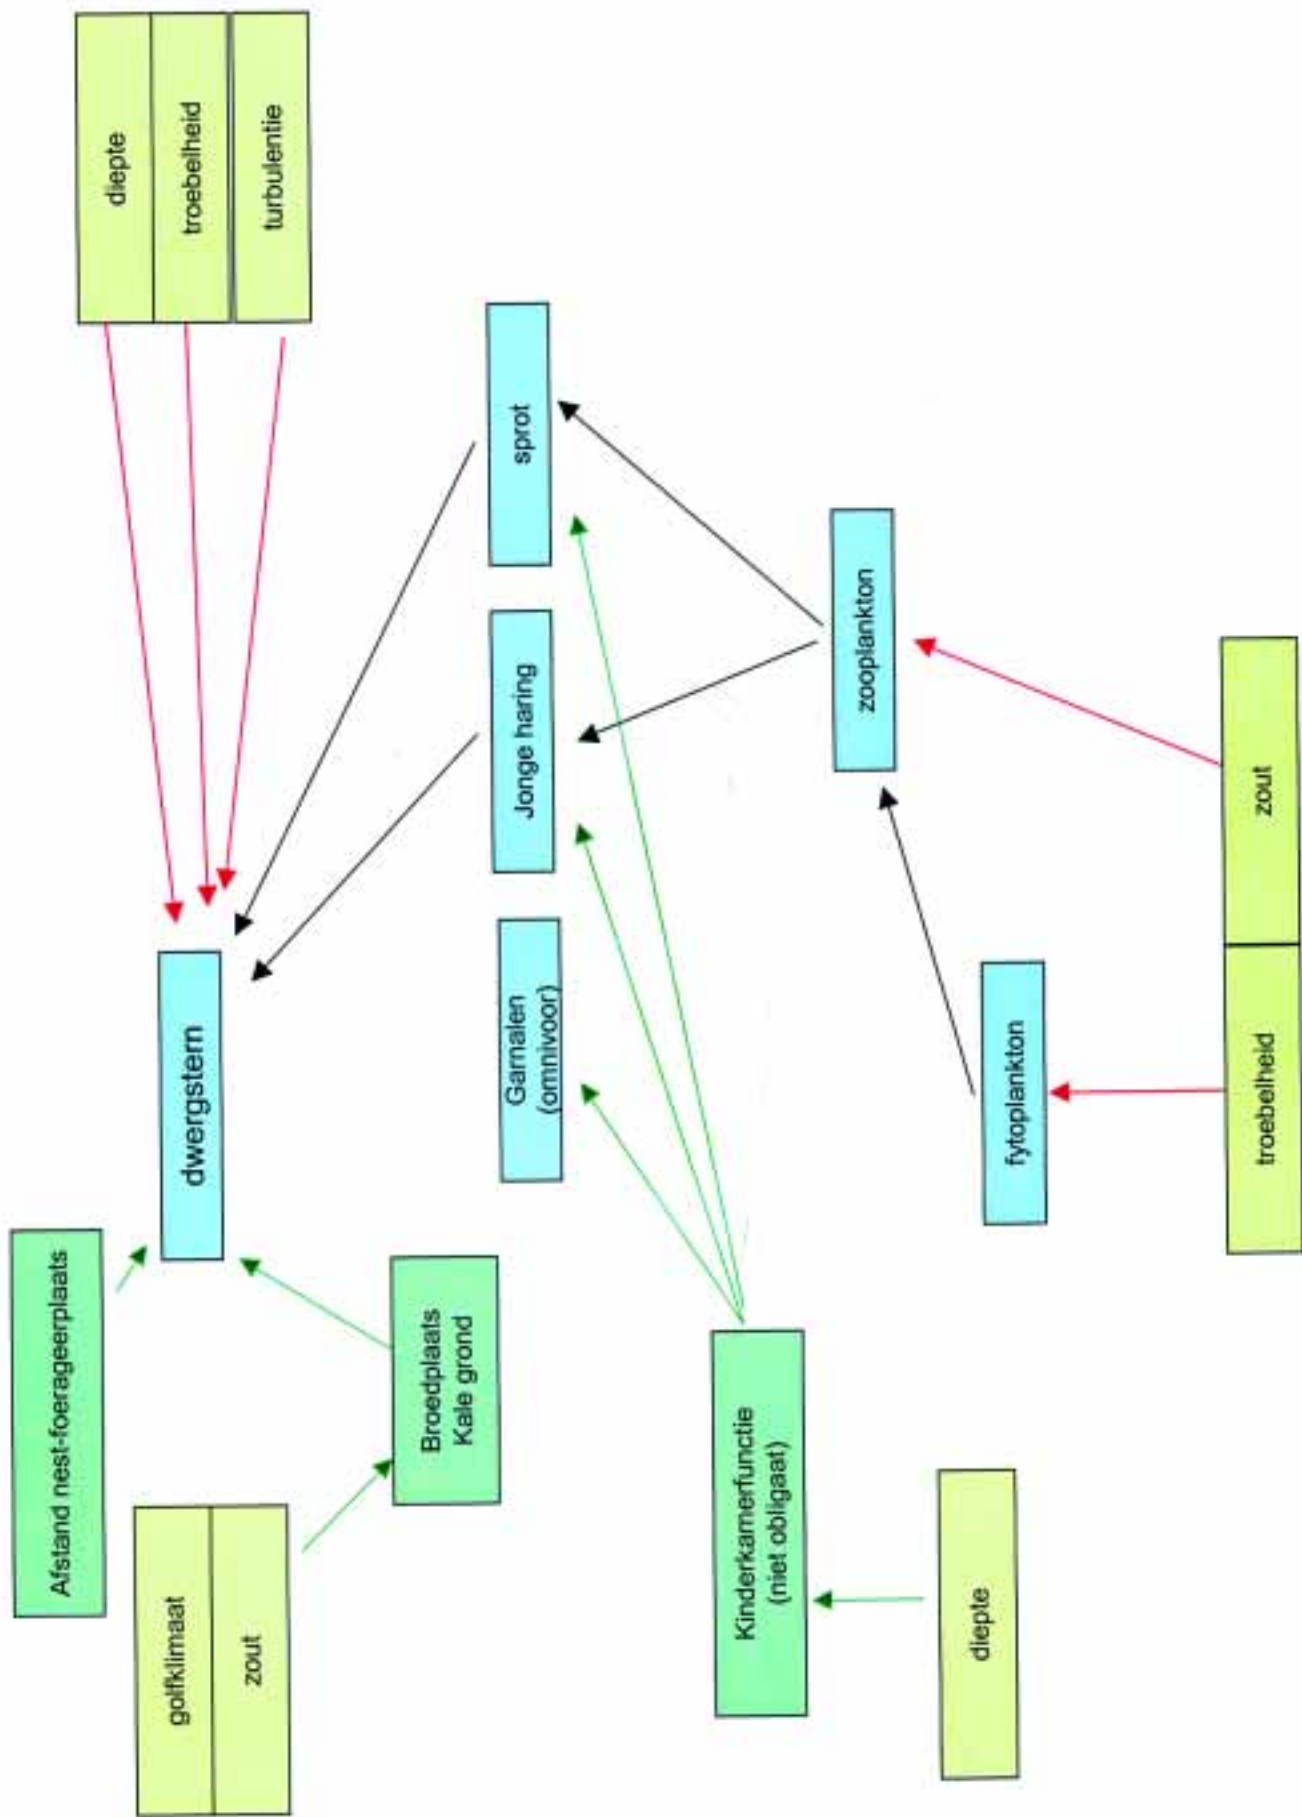 Afstand nest-foerageerplaats
golfklimaat
zout
dwergstern
diepte
troebelheid
turbulentie
Broedplaats
Kale grond
Garnalen
(omnivoor)
Jonge haring
sprot
Kinderkamerfunctie
(niet obligaat)
zooplankton
diepte
fytoplankton
troebelheid
zout